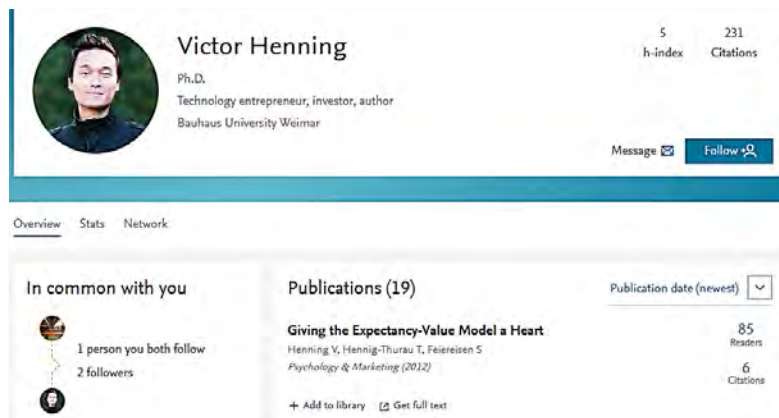 Victor Henning
Ph.D.
Technology entrepreneur, investor, author
Bauhaus University Weimar
5
h-index
231
Citations
Message
Follow
Overview Stats Network
In common with you
1 person you both follow
2 followers
Publications (19)
Publication date (newest)
Giving the Expectancy-Value Model a Heart
Henning V, Hennig-Thurau T, Feiereisen S
Psychology & Marketing (2012)
85
Readers
6
Citations
+ Add to library Get full text